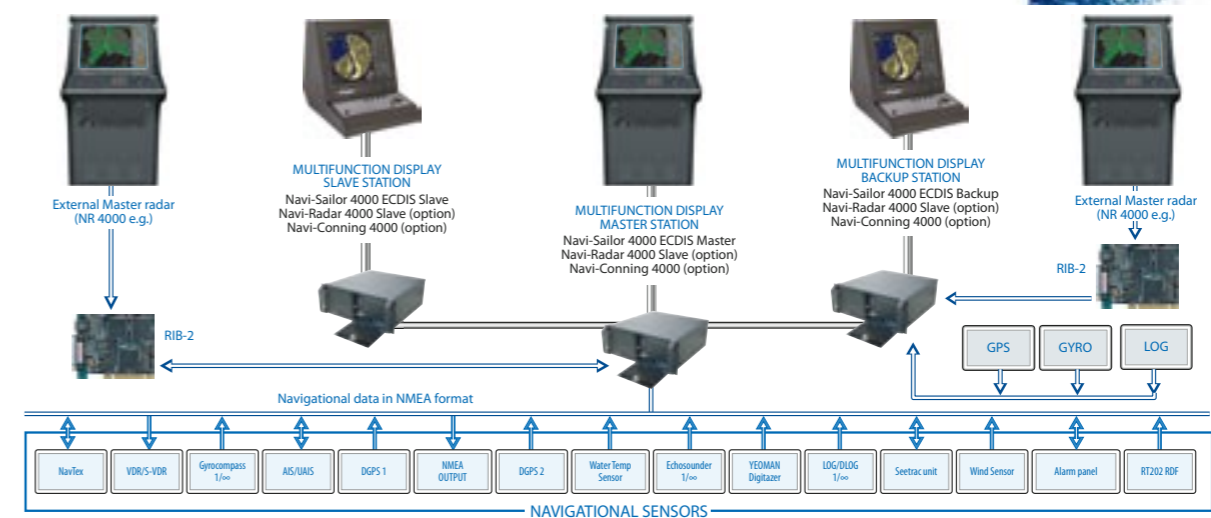 External Master radar
(NR 4000 e.g.)
MULTIFUNCTION DISPLAY
SLAVE STATION
Navi-Sailor 4000 ECDIS Slave
Navi-Radar 4000 Slave (option)
Navi-Conning 4000 (option)
MULTIFUNCTION DISPLAY
MASTER STATION
Navi-Sailor 4000 ECDIS Master
Navi-Radar 4000 Slave (option)
Navi-Conning 4000 (option)
MULTIFUNCTION DISPLAY
BACKUP STATION
Navi-Sailor 4000 ECDIS Backup
Navi-Radar 4000 Slave (option)
Navi-Conning 4000 (option)
External Master radar
(NR 4000 e.g.)
RIB-2
RIB-2
GPS
GYRO
LOG
Navigational data in NMEA format
NavTex
VDR/S-VDR
Gyrocompass
1/∞
AIS/UAIS
DGPS 1
NMEA
OUTPUT
DGPS 2
Water Temp
Sensor
Echosounder
1/∞
YEOMAN
Digitazer
LOG/DLOG
1/∞
Seetrac unit
Wind Sensor
Alarm panel
RT202 RDF
NAVIGATIONAL SENSORS